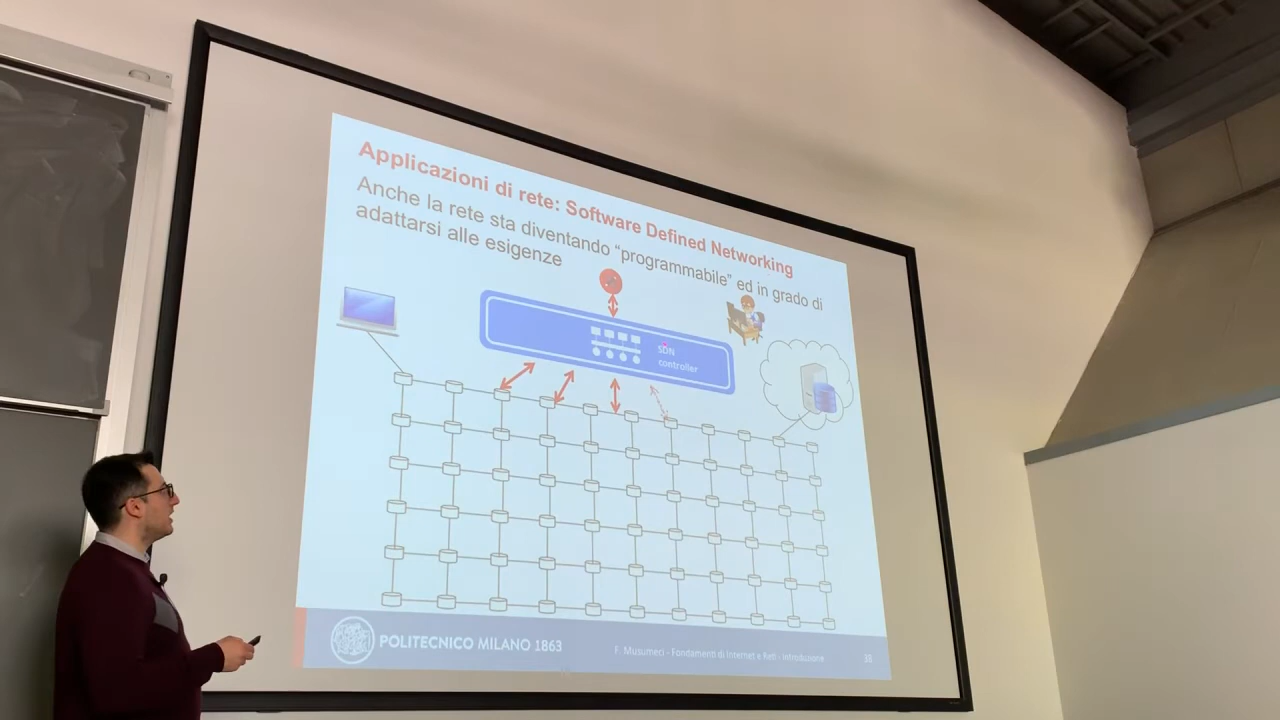 Applicazioni di rete: Software Defined Networking
Anche la rete sta diventando “programmabile” ed in grado di
adattarsi alle esigenze
SDN
controller
POLITECNICO MILANO 1863
F. Musumeci - Fondamenti di Internet e Reti - Introduzione
38